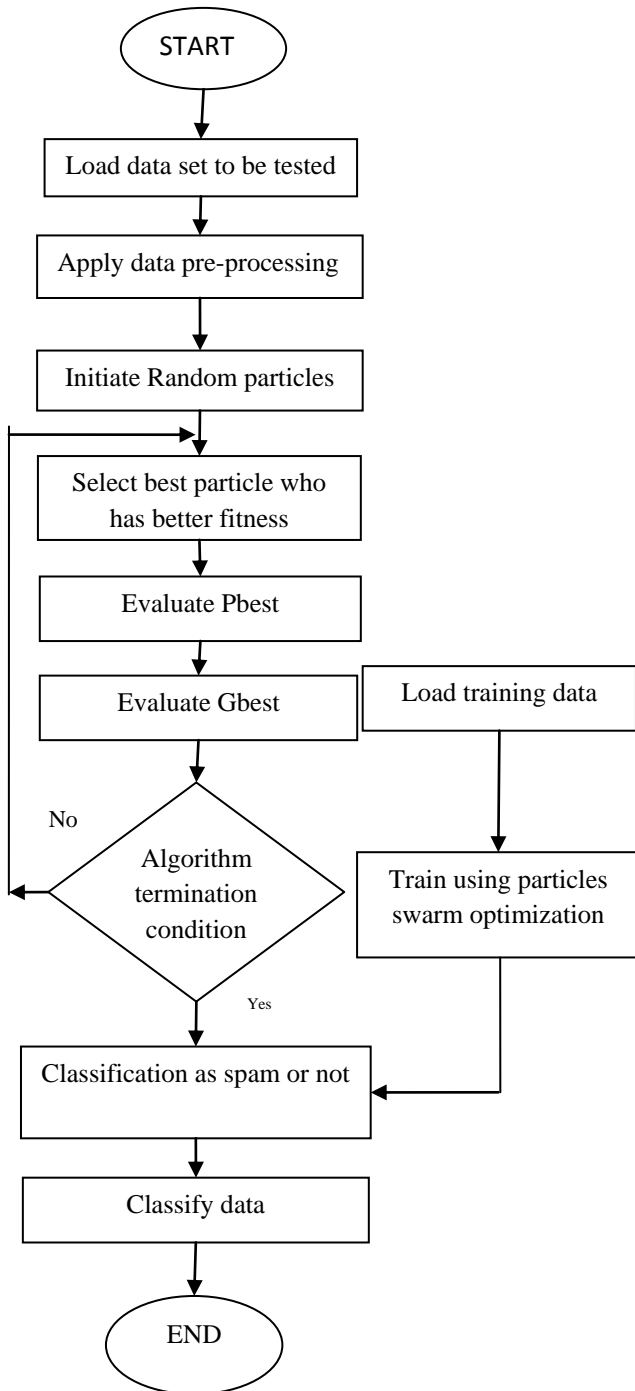 START
Load data set to be tested
Apply data pre-processing
Initiate Random particles
Select best particle who
has better fitness
Evaluate Pbest
Evaluate Gbest
Load training data
No
Algorithm
termination
condition
Train using particles
swarm optimization
Yes
Classification as spam or not
Classify data
END